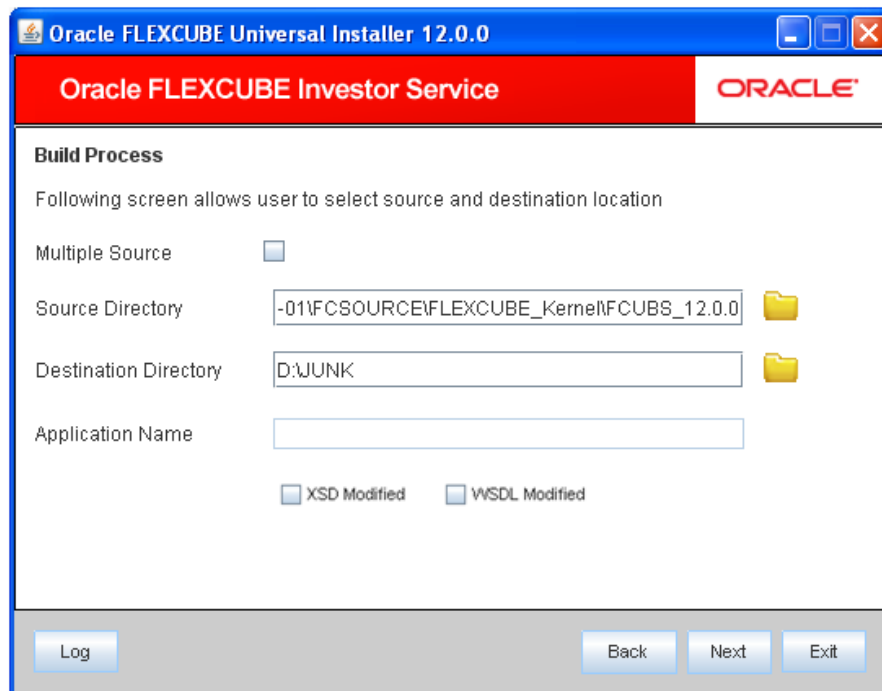 Oracle FLEXCUBE Universal Installer 12.0.0
Oracle FLEXCUBE Investor Service
ORACLE
Build Process
Following screen allows user to select source and destination location
Multiple Source
Source Directory -01\FCSOURCE\FLEXCUBE_Kernel\FCUBS_12.0.0
Destination Directory D:\JUNK
Application Name
XSD Modified WSDL Modified
Log Back Next Exit